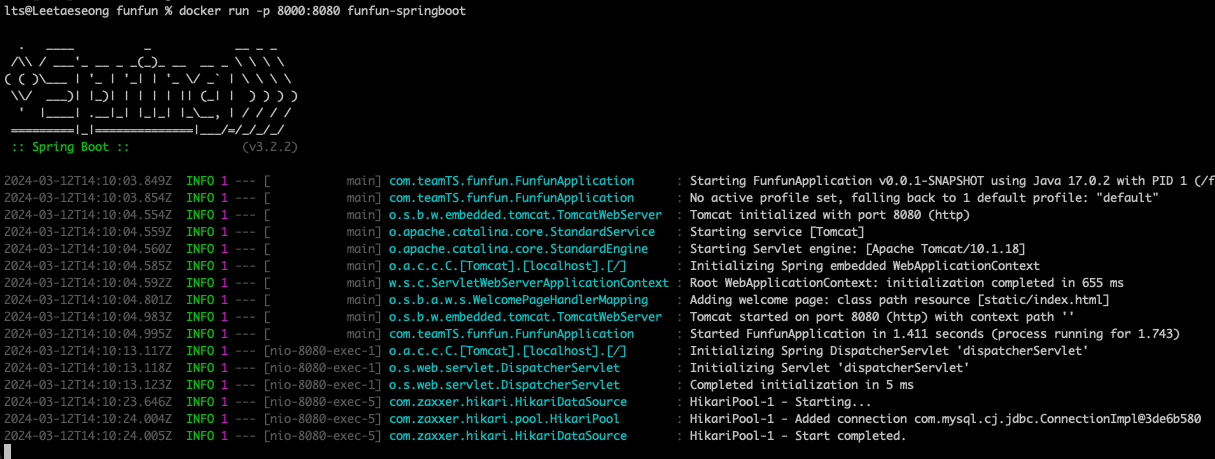 lts@Leetaeseong funfun % docker run -p 8000:8080 funfun-springboot
  .   ____          _            __ _ _
 /\\ / ___'_ __ _ _(_)_ __  __ _ \ \ \ \
( ( )\___ | '_ | '_| | '_ \/ _` | \ \ \ \
 \\/  ___)| |_)| | | | | || (_| |  ) ) ) )
  '  |____| .__|_| |_|_| |_\__, | / / / /
 =========|_|==============|___/=/_/_/_/
 :: Spring Boot ::                (v3.2.2)
2024-03-12T14:10:03.849Z  INFO 1 --- [           main] com.teamTS.funfun.FunfunApplication      : Starting FunfunApplication v0.0.1-SNAPSHOT using Java 17.0.2 with PID 1 (/f
2024-03-12T14:10:03.854Z  INFO 1 --- [           main] com.teamTS.funfun.FunfunApplication      : No active profile set, falling back to 1 default profile: "default"
2024-03-12T14:10:04.554Z  INFO 1 --- [           main] o.s.b.w.embedded.tomcat.TomcatWebServer  : Tomcat initialized with port 8080 (http)
2024-03-12T14:10:04.559Z  INFO 1 --- [           main] o.apache.catalina.core.StandardService   : Starting service [Tomcat]
2024-03-12T14:10:04.560Z  INFO 1 --- [           main] o.apache.catalina.core.StandardEngine    : Starting Servlet engine: [Apache Tomcat/10.1.18]
2024-03-12T14:10:04.585Z  INFO 1 --- [           main] o.a.c.c.C.[Tomcat].[localhost].[/]       : Initializing Spring embedded WebApplicationContext
2024-03-12T14:10:04.592Z  INFO 1 --- [           main] w.s.c.ServletWebServerApplicationContext : Root WebApplicationContext: initialization completed in 655 ms
2024-03-12T14:10:04.801Z  INFO 1 --- [           main] o.s.b.a.w.s.WelcomePageHandlerMapping    : Adding welcome page: class path resource [static/index.html]
2024-03-12T14:10:04.983Z  INFO 1 --- [           main] o.s.b.w.embedded.tomcat.TomcatWebServer  : Tomcat started on port 8080 (http) with context path ''
2024-03-12T14:10:04.995Z  INFO 1 --- [           main] com.teamTS.funfun.FunfunApplication      : Started FunfunApplication in 1.411 seconds (process running for 1.743)
2024-03-12T14:10:13.117Z  INFO 1 --- [nio-8080-exec-1] o.a.c.c.C.[Tomcat].[localhost].[/]       : Initializing Spring DispatcherServlet 'dispatcherServlet'
2024-03-12T14:10:13.118Z  INFO 1 --- [nio-8080-exec-1] o.s.web.servlet.DispatcherServlet        : Initializing Servlet 'dispatcherServlet'
2024-03-12T14:10:13.123Z  INFO 1 --- [nio-8080-exec-1] o.s.web.servlet.DispatcherServlet        : Completed initialization in 5 ms
2024-03-12T14:10:23.646Z  INFO 1 --- [nio-8080-exec-5] com.zaxxer.hikari.HikariDataSource       : HikariPool-1 - Starting...
2024-03-12T14:10:24.004Z  INFO 1 --- [nio-8080-exec-5] com.zaxxer.hikari.pool.HikariPool        : HikariPool-1 - Added connection com.mysql.cj.jdbc.ConnectionImpl@3de6b580
2024-03-12T14:10:24.005Z  INFO 1 --- [nio-8080-exec-5] com.zaxxer.hikari.HikariDataSource       : HikariPool-1 - Start completed.